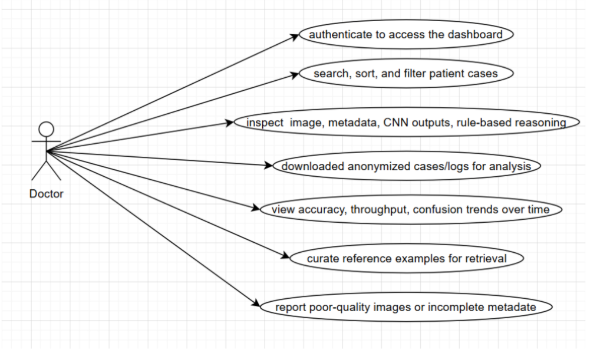 authenticate to access the dashboard
search, sort, and filter patient cases
inspect image, metadata, CNN outputs, rule-based reasoning
downloaded anonymized cases/logs for analysis
Doctor
view accuracy, throughput, confusion trends over time
curate reference examples for retrieval
report poor-quality images or incomplete metadate